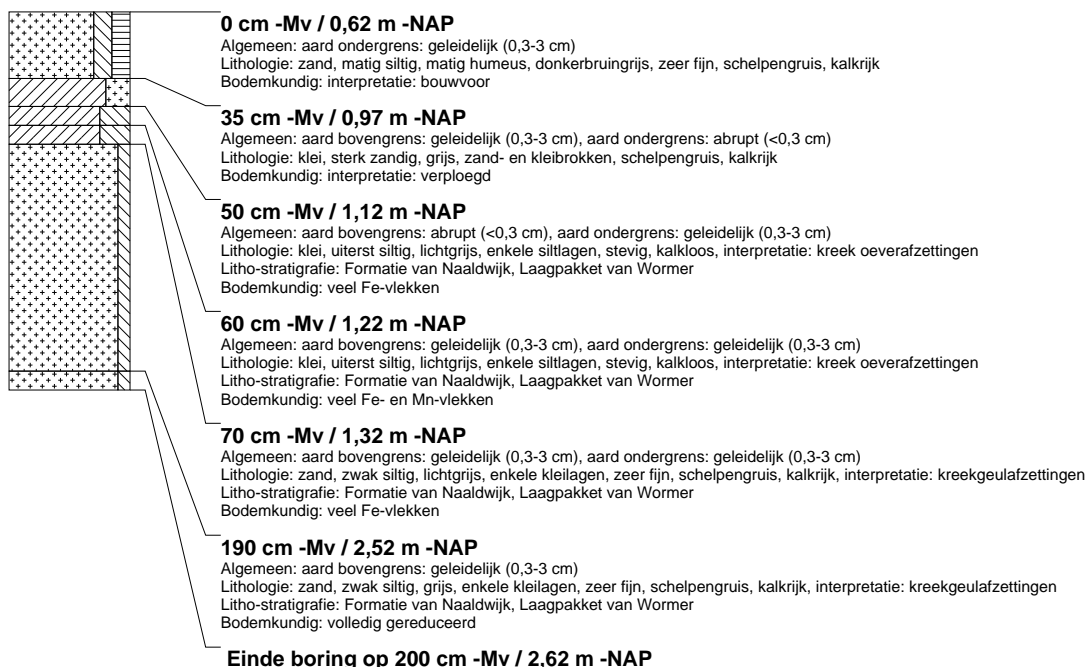 0 cm -Mv / 0,62 m -NAP
Algemeen: aard ondergrens: geleidelijk (0,3-3 cm)
Lithologie: zand, matig siltig, matig humeus, donkerbruingrijs, zeer fijn, schelpengruis, kalkrijk
Bodemkundig: interpretatie: bouwvoor
35 cm -Mv / 0,97 m -NAP
Algemeen: aard bovengrens: geleidelijk (0,3-3 cm), aard ondergrens: abrupt (<0,3 cm)
Lithologie: klei, sterk zandig, grijs, zand- en kleibrokken, schelpengruis, kalkrijk
Bodemkundig: interpretatie: verploegd
50 cm -Mv / 1,12 m -NAP
Algemeen: aard bovengrens: abrupt (<0,3 cm), aard ondergrens: geleidelijk (0,3-3 cm)
Lithologie: klei, uiterst siltig, lichtgrijs, enkele siltlagen, stevig, kalkloos, interpretatie: kreek oeverafzettingen
Litho-stratigrafie: Formatie van Naaldwijk, Laagpakket van Wormer
Bodemkundig: veel Fe-vlekken
60 cm -Mv / 1,22 m -NAP
Algemeen: aard bovengrens: geleidelijk (0,3-3 cm), aard ondergrens: geleidelijk (0,3-3 cm)
Lithologie: klei, uiterst siltig, lichtgrijs, enkele siltlagen, stevig, kalkloos, interpretatie: kreek oeverafzettingen
Litho-stratigrafie: Formatie van Naaldwijk, Laagpakket van Wormer
Bodemkundig: veel Fe- en Mn-vlekken
70 cm -Mv / 1,32 m -NAP
Algemeen: aard bovengrens: geleidelijk (0,3-3 cm), aard ondergrens: geleidelijk (0,3-3 cm)
Lithologie: zand, zwak siltig, lichtgrijs, enkele kleilagen, zeer fijn, schelpengruis, kalkrijk, interpretatie: kreekgeulafzettingen
Litho-stratigrafie: Formatie van Naaldwijk, Laagpakket van Wormer
Bodemkundig: veel Fe-vlekken
190 cm -Mv / 2,52 m -NAP
Algemeen: aard bovengrens: geleidelijk (0,3-3 cm)
Lithologie: zand, zwak siltig, grijs, enkele kleilagen, zeer fijn, schelpengruis, kalkrijk, interpretatie: kreekgeulafzettingen
Litho-stratigrafie: Formatie van Naaldwijk, Laagpakket van Wormer
Bodemkundig: volledig gereduceerd
Einde boring op 200 cm -Mv / 2,62 m -NAP